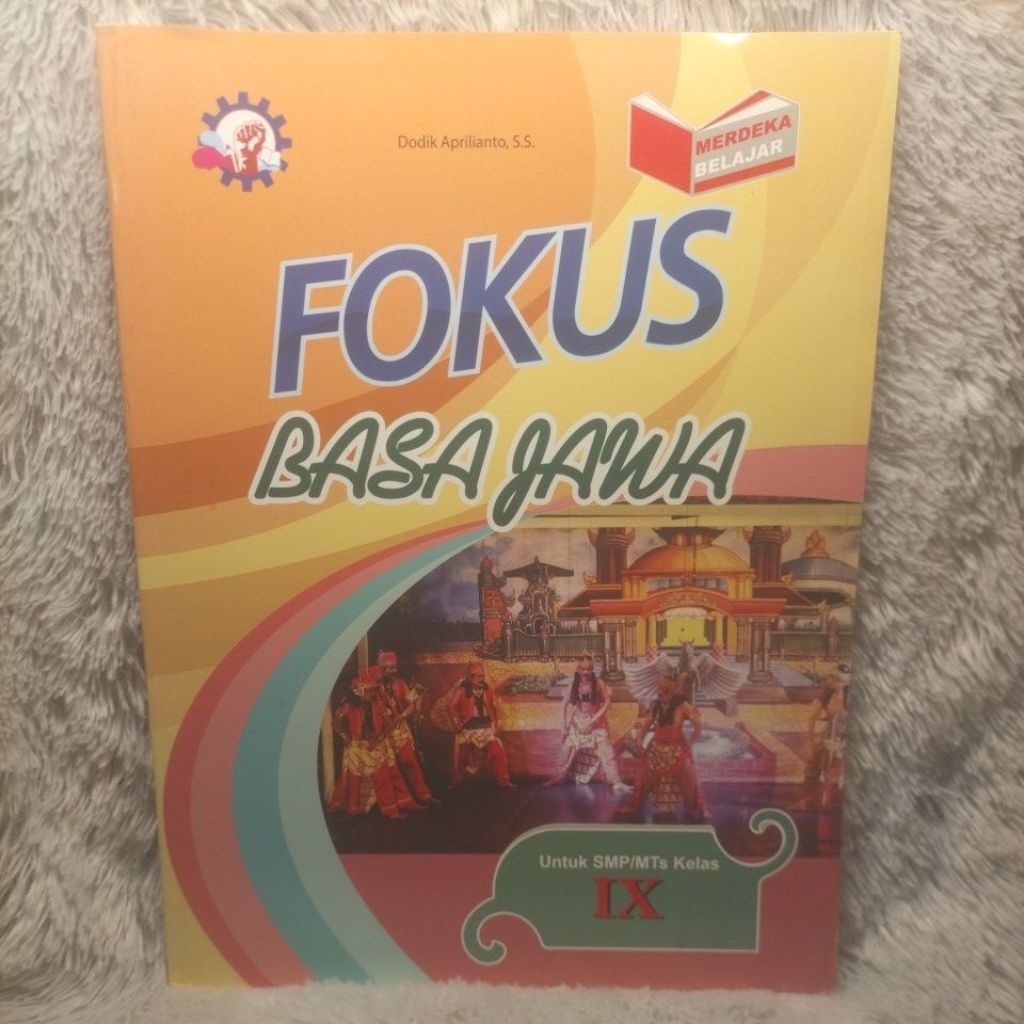 Dodik Aprilianto, S.S.
MERDEKA
BELAJAR
FOKUS
BASA JAWA
Untuk SMP/MTs Kelas
IX